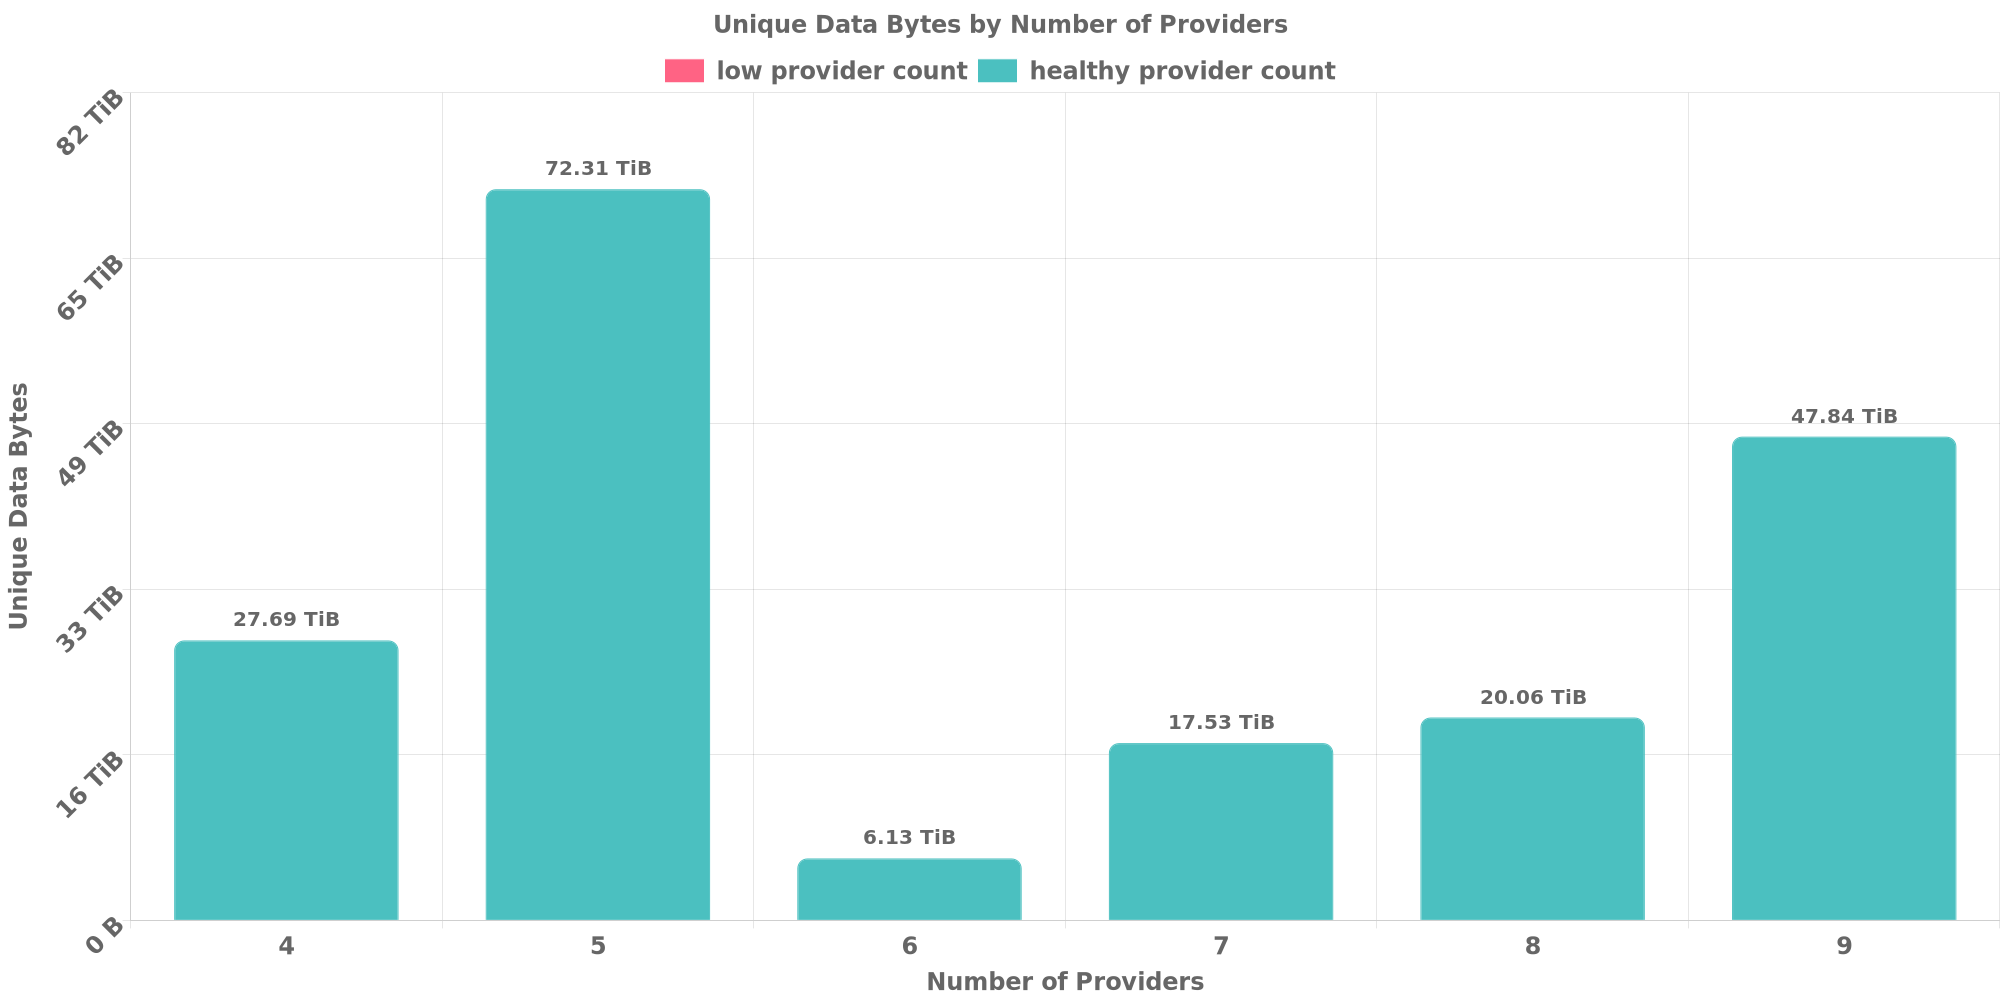 Unique Data Bytes by Number of Providers
low provider count healthy provider count
82 TiB
65 TiB
49 TiB
33 TiB
16 TiB
0 B
Unique Data Bytes
27.69 TiB
72.31 TiB
6.13 TiB
17.53 TiB
20.06 TiB
47.84 TiB
4 5 6 7 8 9
Number of Providers